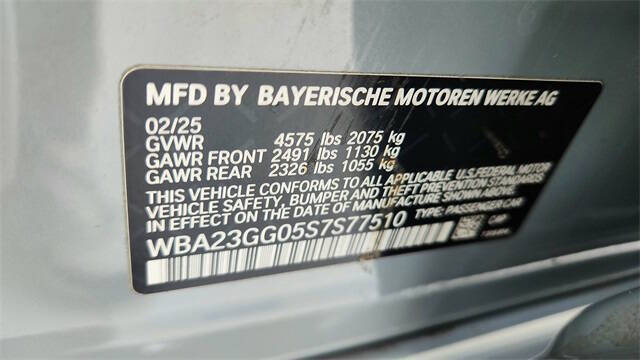 MFD BY BAYERISCHE MOTOREN WERKE AG
02/25
GVWR 4575 lbs 2075 kg
GAWR FRONT 2491 lbs 1130 kg
GAWR REAR 2326 lbs 1055 kg
THIS VEHICLE CONFORMS TO ALL APPLICABLE U.S. FEDERAL MOTOR
VEHICLE SAFETY, BUMPER, AND THEFT PREVENTION
STANDARDS IN EFFECT ON THE DATE OF MANUFACTURE SHOWN ABOVE.
WBA23GG05S7S77510 TYPE: PASSENGER CAR